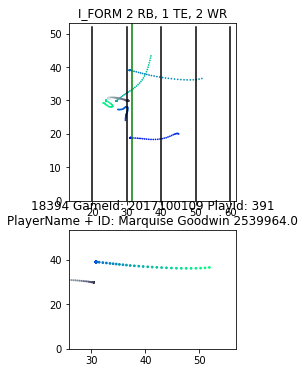 I_FORM 2 RB, 1 TE, 2 WR
50
40
30
20
10
0
20 30 40 50 60
18394 GameId: 2017100109 PlayId: 391
PlayerName + ID: Marquise Goodwin 2539964.0
40
20
0
30 40 50